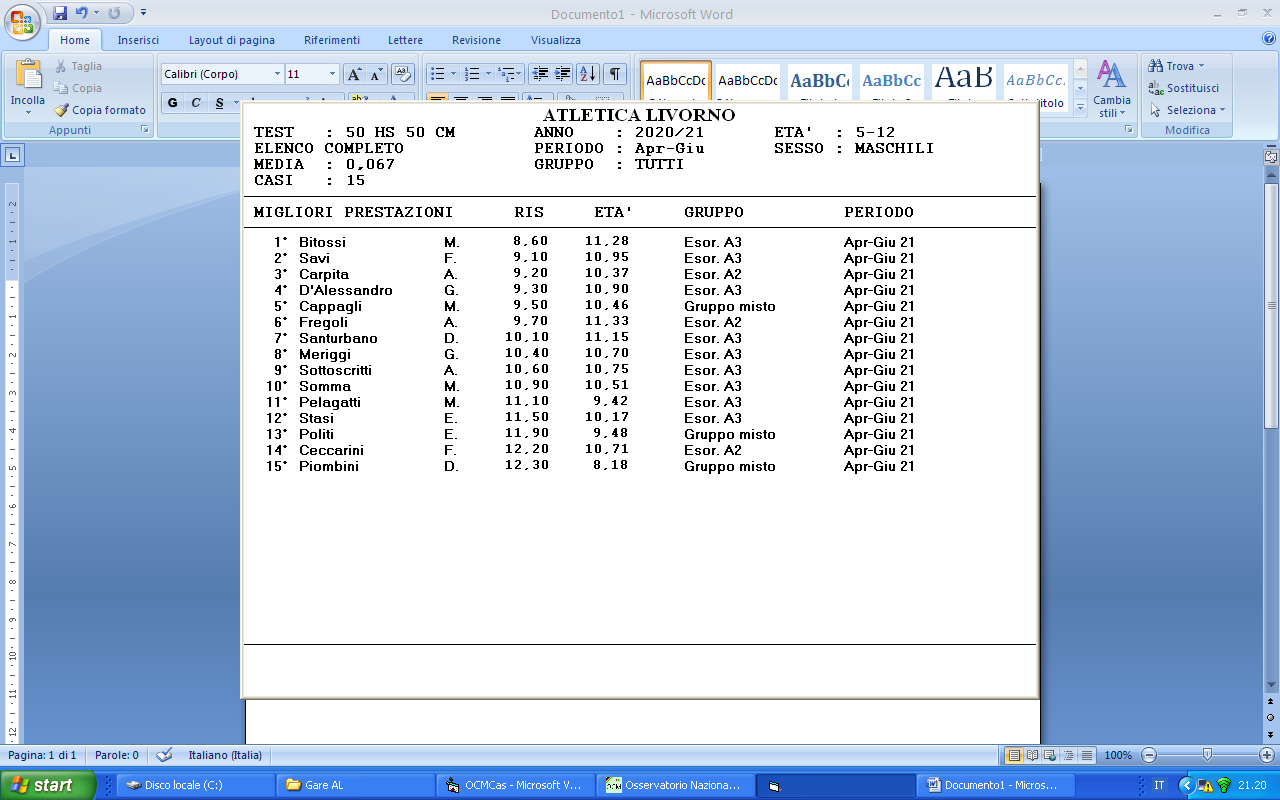 Documento1 - Microsoft Word
Home Inserisci Layout di pagina Riferimenti Lettere Revisione Visualizza
Incolla
Taglia
Copia
Copia formato
Appunti
Calibri (Corpo) 11
G C S
AaBbCcDc AaBbCcDc AaBbCc AaBbCc AaB AaBbCc.
Cambia stili
Trova
Sostituisci
Seleziona
Modifica
ATLETICA LIVORNO
TEST : 50 HS 50 CM ANNO : 2020/21 ETA' : 5-12
ELENCO COMPLETO PERIODO : Apr-Giu SESSO : MASCHILI
MEDIA : 0,067 GRUPPO : TUTTI
CASI : 15
MIGLIORI PRESTAZIONI RIS ETA' GRUPPO PERIODO
1° Bitossi M. 8,60 11,28 Esor. A3 Apr-Giu 21
2° Savi F. 9,10 10,95 Esor. A3 Apr-Giu 21
3° Carpita A. 9,20 10,37 Esor. A2 Apr-Giu 21
4° D'Alessandro G. 9,30 10,90 Esor. A3 Apr-Giu 21
5° Cappagli M. 9,50 10,46 Gruppo misto Apr-Giu 21
6° Fregoli A. 9,70 11,33 Esor. A2 Apr-Giu 21
7° Santurbano D. 10,10 11,15 Esor. A3 Apr-Giu 21
8° Meriggi G. 10,40 10,70 Esor. A3 Apr-Giu 21
9° Sottoscritti A. 10,60 10,75 Esor. A3 Apr-Giu 21
10° Somma M. 10,90 10,51 Esor. A3 Apr-Giu 21
11° Pelagatti M. 11,10 9,42 Esor. A3 Apr-Giu 21
12° Stasi E. 11,50 10,17 Esor. A3 Apr-Giu 21
13° Politi E. 11,90 9,48 Gruppo misto Apr-Giu 21
14° Ceccarini F. 12,20 10,71 Esor. A2 Apr-Giu 21
15° Piombini D. 12,30 8,18 Gruppo misto Apr-Giu 21
Pagina: 1 di 1 Parole: 0 Italiano (Italia) 100%
start Disco locale (C:) Gare AL OCMCas - Microsoft V... Osservatorio Naziona... Documento1 - Micros... IT 21.20